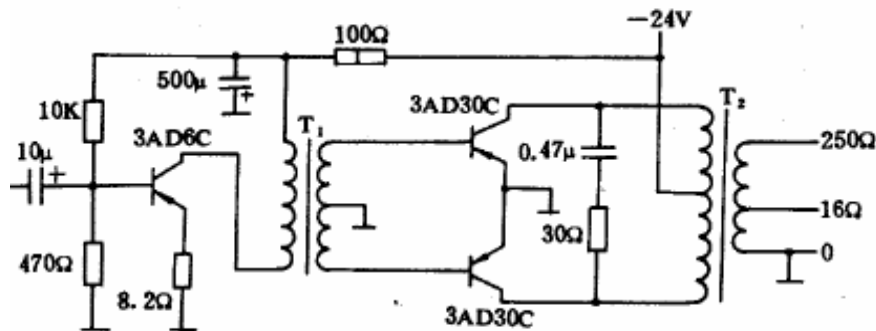 −24V
100Ω
500μ
+
3AD30C
T₁
T₂
10K
3AD6C
10μ
+
0.47μ
250Ω
16Ω
30Ω
0
470Ω
8.2Ω
3AD30C